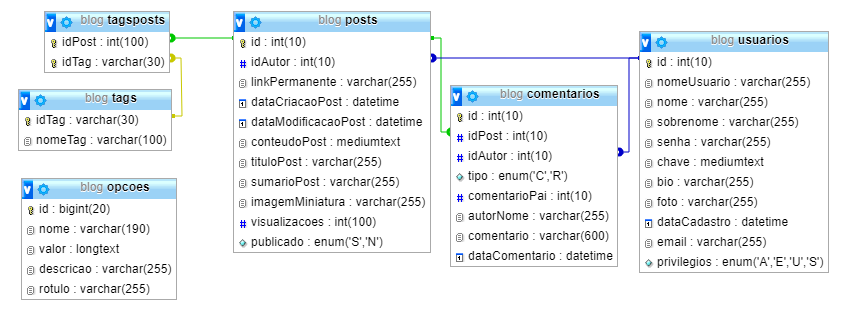 blog tagsposts
idPost : int(100)
idTag : varchar(30)
blog tags
idTag : varchar(30)
nomeTag : varchar(100)
blog opcoes
id : bigint(20)
nome : varchar(190)
valor : longtext
descricao : varchar(255)
rotulo : varchar(255)
blog posts
id : int(10)
idAutor : int(10)
linkPermanente : varchar(255)
dataCriacaoPost : datetime
dataModificacaoPost : datetime
conteudoPost : mediumtext
tituloPost : varchar(255)
sumarioPost : varchar(255)
imagemMiniatura : varchar(255)
visualizacoes : int(100)
publicado : enum('S','N')
blog comentarios
id : int(10)
idPost : int(10)
idAutor : int(10)
tipo : enum('C','R')
comentarioPai : int(10)
autorNome : varchar(255)
comentario : varchar(600)
dataComentario : datetime
blog usuarios
id : int(10)
nomeUsuario : varchar(255)
nome : varchar(255)
sobrenome : varchar(255)
senha : varchar(255)
chave : mediumtext
bio : varchar(255)
foto : varchar(255)
dataCadastro : datetime
email : varchar(255)
privilegios : enum('A','E','U','S')